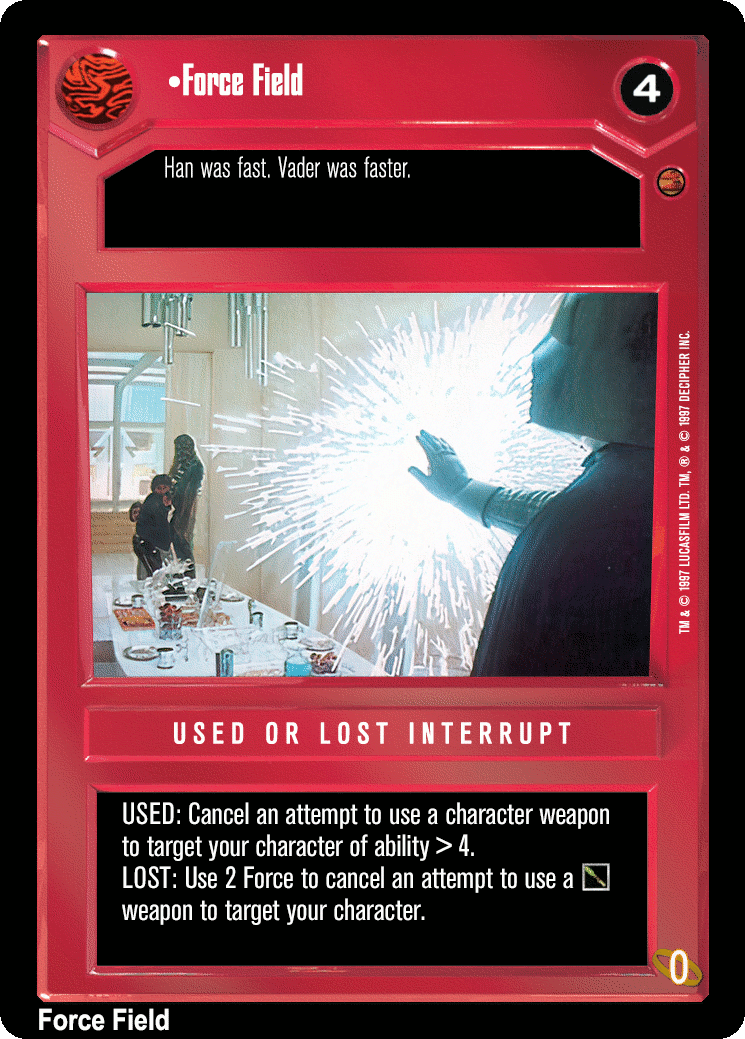 •Force Field
4
Han was fast. Vader was faster.
TM & © 1997 LUCASFILM LTD. TM, ® & © 1997 DECIPHER INC.
USED OR LOST INTERRUPT
USED: Cancel an attempt to use a character weapon
to target your character of ability > 4.
LOST: Use 2 Force to cancel an attempt to use a
weapon to target your character.
0
Force Field